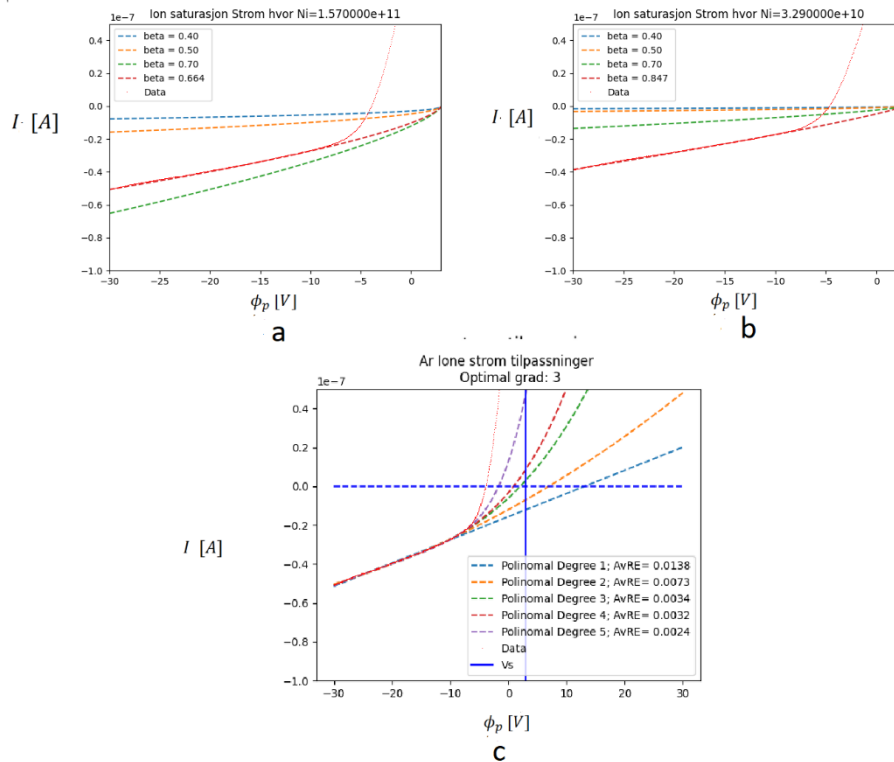 Ion saturasjon Strom hvor Ni=1.570000e+11
1e-7
beta = 0.40
beta = 0.50
beta = 0.70
beta = 0.664
Data
0.4
0.2
0.0
−0.2
−0.4
−0.6
−0.8
−1.0
I [A]
−30 −25 −20 −15 −10 −5 0
ϕp [V]
a
Ion saturasjon Strom hvor Ni=3.290000e+10
1e-7
beta = 0.40
beta = 0.50
beta = 0.70
beta = 0.847
Data
0.4
0.2
0.0
−0.2
−0.4
−0.6
−0.8
−1.0
I [A]
−30 −25 −20 −15 −10 −5 0
ϕp [V]
b
Ar Ione strom tilpassninger
Optimal grad: 3
1e-7
0.4
0.2
0.0
−0.2
−0.4
−0.6
−0.8
−1.0
I [A]
Polinomal Degree 1; AvRE= 0.0138
Polinomal Degree 2; AvRE= 0.0073
Polinomal Degree 3; AvRE= 0.0034
Polinomal Degree 4; AvRE= 0.0032
Polinomal Degree 5; AvRE= 0.0024
Data
Vs
−30 −20 −10 0 10 20 30
ϕp [V]
c